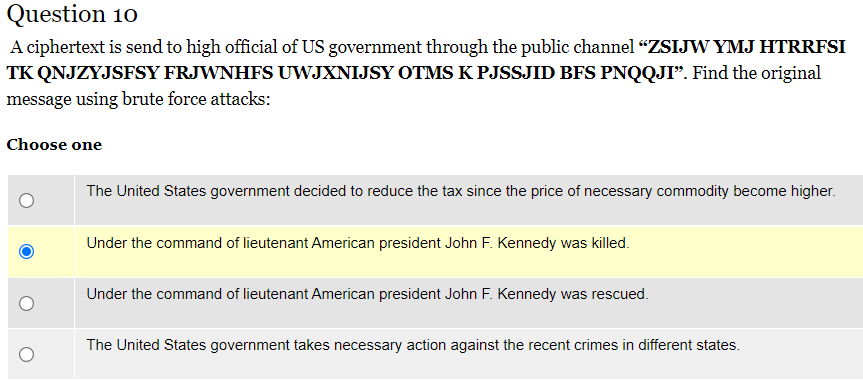 Question 10
A ciphertext is send to high official of US government through the public channel “ZSIJW YMJ HTRRFSI
TK QNJZYJSFSY FRJWNHFS UWJXNIJSY OTMS K PJSSJID BFS PNQQJI”. Find the original
message using brute force attacks:
Choose one
The United States government decided to reduce the tax since the price of necessary commodity become higher.
Under the command of lieutenant American president John F. Kennedy was killed.
Under the command of lieutenant American president John F. Kennedy was rescued.
The United States government takes necessary action against the recent crimes in different states.